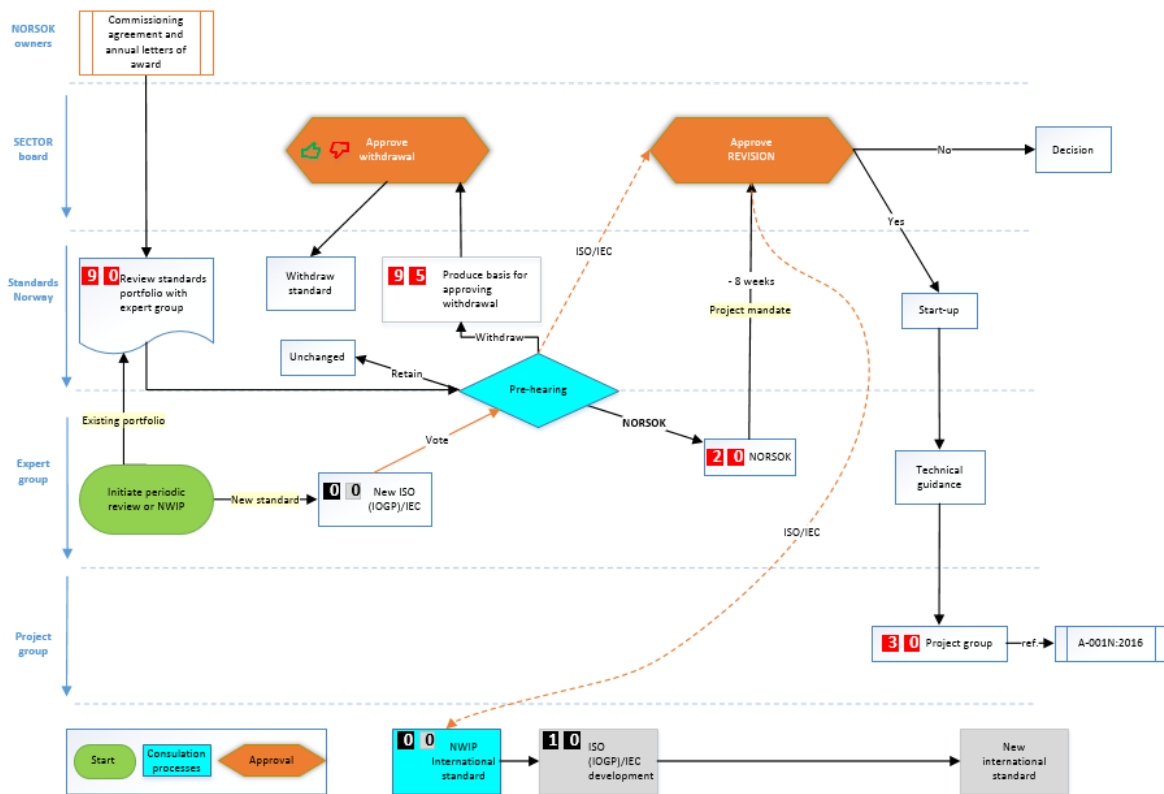 NORSOK
owners
Commissioning
agreement and
annual letters of
award
SECTOR
board
Approve
withdrawal
Approve
REVISION
No
Decision
Yes
ISO/IEC
Standards
Norway
9 0 Review standards
portfolio with
expert group
Withdraw
standard
9 5 Produce basis for
approving
withdrawal
- 8 weeks
Project mandate
Start-up
Withdraw
Unchanged
Retain
Pre-hearing
Existing portfolio
NORSOK
Vote
Expert
group
2 0 NORSOK
Initiate periodic
review or NWIP
New standard
0 0 New ISO
(IOGP)/IEC
Technical
guidance
ISO/IEC
Project
group
3 0 Project group
ref.
A-001N:2016
Start
Consulation
processes
Approval
0 0 NWIP
International
standard
1 0 ISO
(IOGP)/IEC
development
New
international
standard